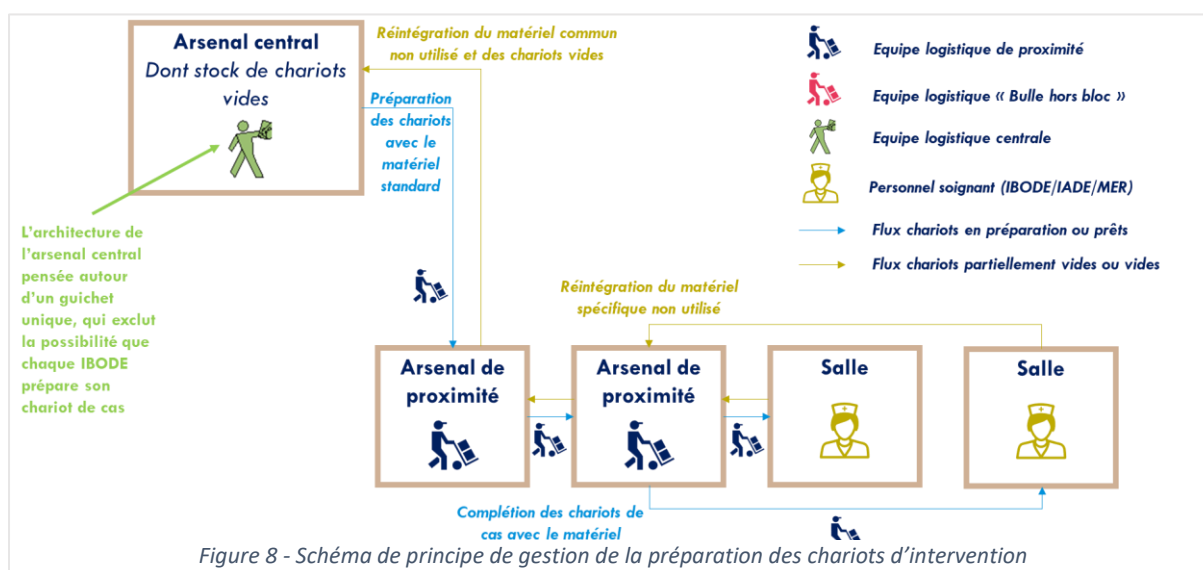 Arsenal central
Dont stock de chariots
vides
Réintégration du matériel commun
non utilisé et des chariots vides
Préparation
des chariots
avec le
matériel
standard
L'architecture de
l'arsenal central
pensée autour
d'un guichet
unique, qui exclut
la possibilité que
chaque IBODE
prépare son
chariot de cas
Equipe logistique de proximité
Equipe logistique « Bulle hors bloc »
Equipe logistique centrale
Personnel soignant (IBODE/IADE/MER)
Flux chariots en préparation ou prêts
Flux chariots partiellement vides ou vides
Réintégration du matériel
spécifique non utilisé
Arsenal de
proximité
Arsenal de
proximité
Salle
Salle
Complétion des chariots de
cas avec le matériel
Figure 8 - Schéma de principe de gestion de la préparation des chariots d'intervention